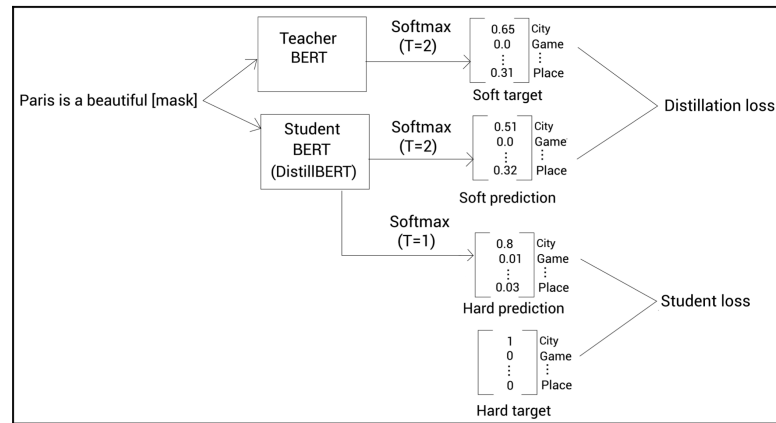 Paris is a beautiful [mask]
Teacher
BERT
Softmax
(T=2)
0.65 City
0.0 Game
⋮ ⋮
0.31 Place
Soft target
Student
BERT
(DistillBERT)
Softmax
(T=2)
0.51 City
0.0 Game
⋮ ⋮
0.32 Place
Soft prediction
Distillation loss
Softmax
(T=1)
0.8 City
0.01 Game
⋮ ⋮
0.03 Place
Hard prediction
Student loss
1 City
0 Game
⋮ ⋮
0 Place
Hard target